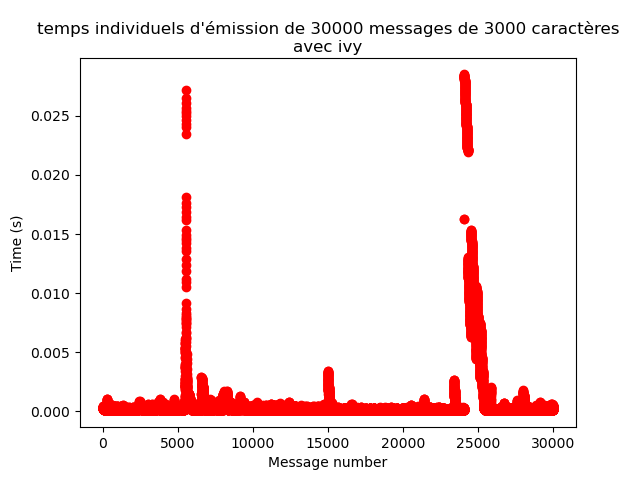 temps individuels d'émission de 30000 messages de 3000 caractères
avec ivy
0.025
0.020
0.015
0.010
0.005
0.000
Time (s)
0 5000 10000 15000 20000 25000 30000
Message number